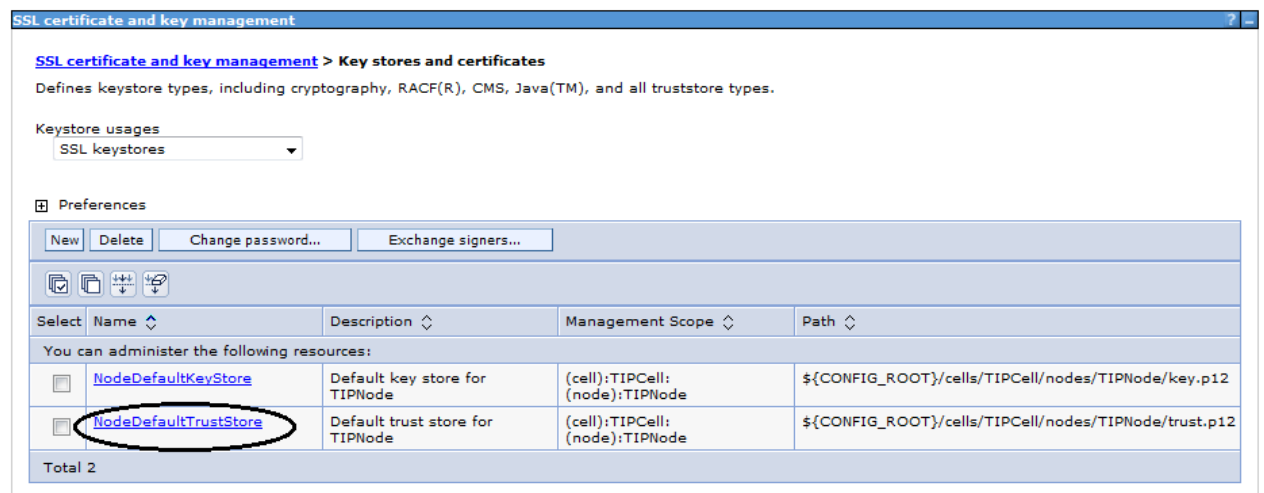 SSL certificate and key management ? –
SSL certificate and key management > Key stores and certificates
Defines keystore types, including cryptography, RACF(R), CMS, Java(TM), and all truststore types.
Keystore usages
SSL keystores
Preferences
New Delete Change password... Exchange signers...
Select Name Description Management Scope Path
You can administer the following resources:
NodeDefaultKeyStore Default key store for (cell):TIPCell: ${CONFIG_ROOT}/cells/TIPCell/nodes/TIPNode/key.p12
TIPNode (node):TIPNode
NodeDefaultTrustStore Default trust store for (cell):TIPCell: ${CONFIG_ROOT}/cells/TIPCell/nodes/TIPNode/trust.p12
TIPNode (node):TIPNode
Total 2